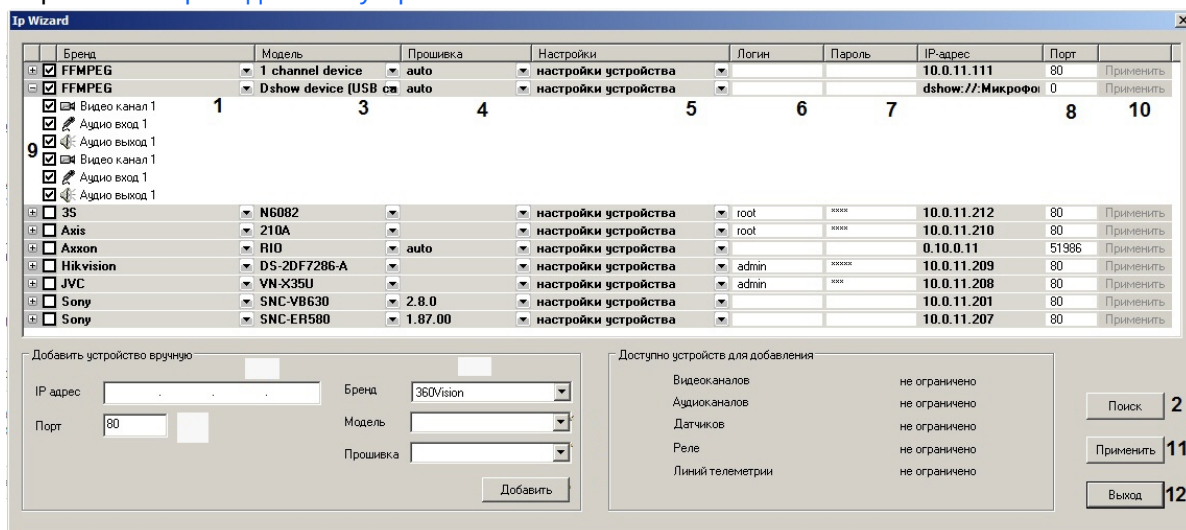 Ip Wizard
Бренд Модель Прошивка Настройки Логин Пароль IP-адрес Порт
FFMPEG 1 channel device auto настройки устройства 10.0.11.111 80 Применить
FFMPEG Dshow device (USB ca auto настройки устройства dshow://:Микрофо 0 Применить
Видео канал 1 1 3 4 5 6 7 8 10
Аудио вход 1
Аудио выход 1
9
Видео канал 1
Аудио вход 1
Аудио выход 1
3S N6082 настройки устройства root **** 10.0.11.212 80 Применить
Axis 210A настройки устройства root **** 10.0.11.210 80 Применить
Axxon RIO auto настройки устройства 0.10.0.11 51986 Применить
Hikvision DS-2DF7286-A настройки устройства admin ***** 10.0.11.209 80 Применить
JVC VN-X35U настройки устройства admin *** 10.0.11.208 80 Применить
Sony SNC-VB630 2.8.0 настройки устройства 10.0.11.201 80 Применить
Sony SNC-ER580 1.87.00 настройки устройства 10.0.11.207 80 Применить
Добавить устройство вручную
IP адрес . . .
Порт 80
Бренд 360Vision
Модель
Прошивка
Добавить
Доступно устройств для добавления
Видеоканалов не ограничено
Аудиоканалов не ограничено
Датчиков не ограничено
Реле не ограничено
Линий телеметрии не ограничено
Поиск 2
Применить 11
Выход 12